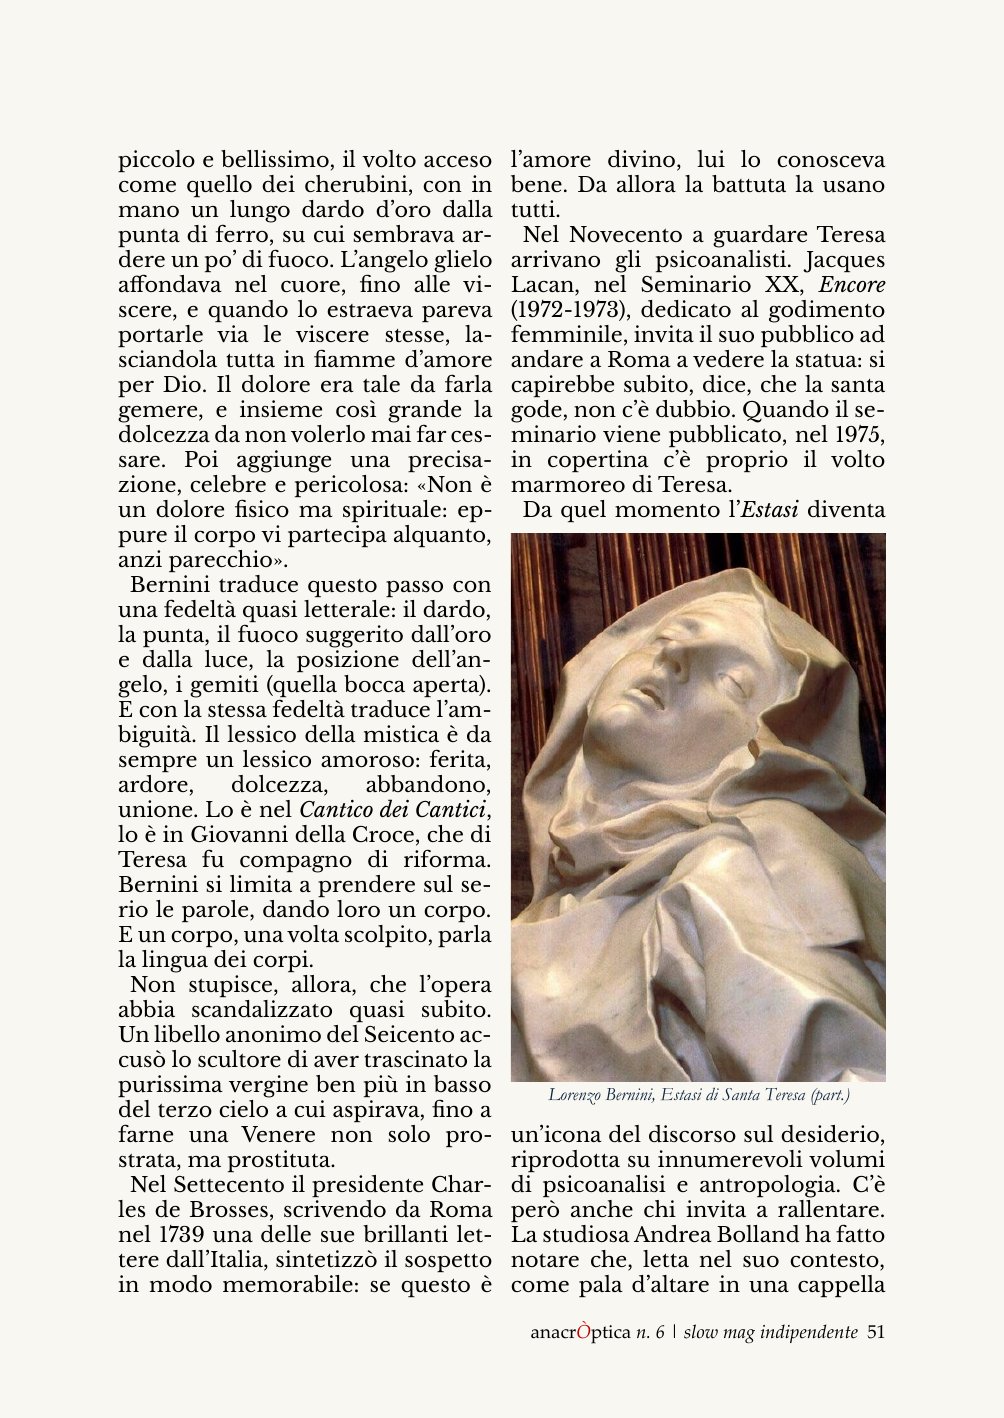 piccolo e bellissimo, il volto acceso
come quello dei cherubini, con in
mano un lungo dardo d’oro dalla
punta di ferro, su cui sembrava ar-
dere un po’ di fuoco. L’angelo glielo
affondava nel cuore, fino alle vi-
scere, e quando lo estraeva pareva
portarle via le viscere stesse, la-
sciandola tutta in fiamme d’amore
per Dio. Il dolore era tale da farla
gemere, e insieme così grande la
dolcezza da non volerlo mai far ces-
sare. Poi aggiunge una precisa-
zione, celebre e pericolosa: «Non è
un dolore fisico ma spirituale: ep-
pure il corpo vi partecipa alquanto,
anzi parecchio».
Bernini traduce questo passo con
una fedeltà quasi letterale: il dardo,
la punta, il fuoco suggerito dall’oro
e dalla luce, la posizione dell’an-
gelo, i gemiti (quella bocca aperta).
E con la stessa fedeltà traduce l’am-
biguità. Il lessico della mistica è da
sempre un lessico amoroso: ferita,
ardore, dolcezza, abbandono,
unione. Lo è nel Cantico dei Cantici,
lo è in Giovanni della Croce, che di
Teresa fu compagno di riforma.
Bernini si limita a prendere sul se-
rio le parole, dando loro un corpo.
E un corpo, una volta scolpito, parla
la lingua dei corpi.
Non stupisce, allora, che l’opera
abbia scandalizzato quasi subito.
Un libello anonimo del Seicento ac-
cusò lo scultore di aver trascinato la
purissima vergine ben più in basso
del terzo cielo a cui aspirava, fino a
farne una Venere non solo pro-
strata, ma prostituta.
Nel Settecento il presidente Char-
les de Brosses, scrivendo da Roma
nel 1739 una delle sue brillanti let-
tere dall’Italia, sintetizzò il sospetto
in modo memorabile: se questo è
l’amore divino, lui lo conosceva
bene. Da allora la battuta la usano
tutti.
Nel Novecento a guardare Teresa
arrivano gli psicoanalisti. Jacques
Lacan, nel Seminario XX, Encore
(1972-1973), dedicato al godimento
femminile, invita il suo pubblico ad
andare a Roma a vedere la statua: si
capirebbe subito, dice, che la santa
gode, non c’è dubbio. Quando il se-
minario viene pubblicato, nel 1975,
in copertina c’è proprio il volto
marmoreo di Teresa.
Da quel momento l’Estasi diventa
Lorenzo Bernini, Estasi di Santa Teresa (part.)
un’icona del discorso sul desiderio,
riprodotta su innumerevoli volumi
di psicoanalisi e antropologia. C’è
però anche chi invita a rallentare.
La studiosa Andrea Bolland ha fatto
notare che, letta nel suo contesto,
come pala d’altare in una cappella
anacrÒptica n. 6 | slow mag indipendente 51